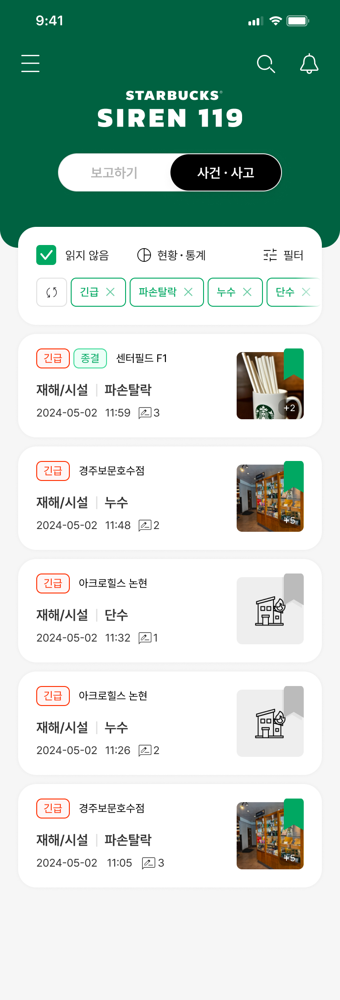 9:41
STARBUCKS®
SIREN 119
보고하기 사건 · 사고
읽지 않음 현황 · 통계 필터
긴급 파손탈락 누수 단수
긴급 종결 센터필드 F1
재해/시설 | 파손탈락
2024-05-02 11:59 3
+2
긴급 경주보문호수점
재해/시설 | 누수
2024-05-02 11:48 2
+5
긴급 아크로힐스 논현
재해/시설 | 단수
2024-05-02 11:32 1
긴급 아크로힐스 논현
재해/시설 | 누수
2024-05-02 11:26 2
긴급 경주보문호수점
재해/시설 | 파손탈락
2024-05-02 11:05 3
+5